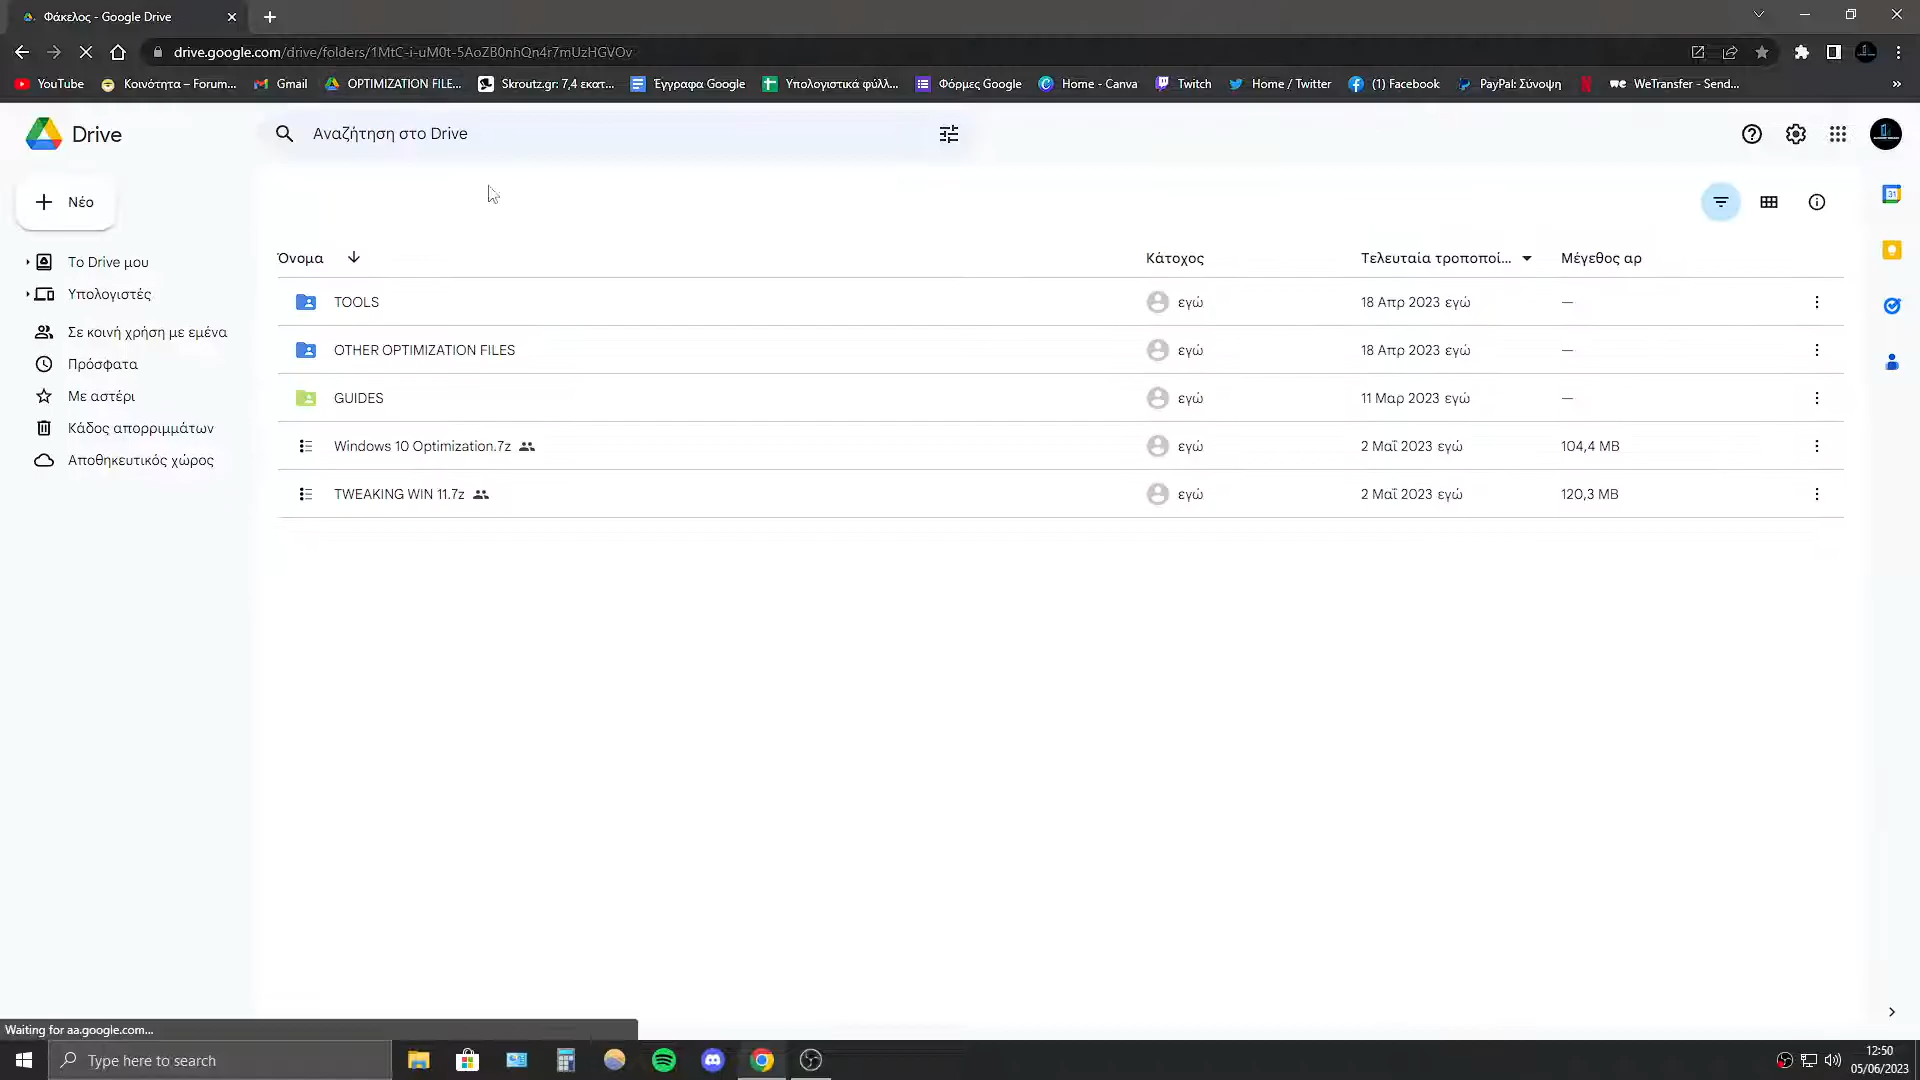 Φάκελος - Google Drive
drive.google.com/drive/folders/1MtC-i-uM0t-5AoZB0nhQn4r7mUzHGVOv
YouTube Κοινότητα – Forum... Gmail OPTIMIZATION FILE... Skroutz.gr: 7,4 εκατ... Έγγραφα Google Υπολογιστικά φύλλ... Φόρμες Google Home - Canva Twitch Home / Twitter (1) Facebook PayPal: Σύνοψη WeTransfer - Send... »
Drive
Αναζήτηση στο Drive
Νέο
Το Drive μου
Υπολογιστές
Σε κοινή χρήση με εμένα
Πρόσφατα
Με αστέρι
Κάδος απορριμμάτων
Αποθηκευτικός χώρος
Όνομα Κάτοχος Τελευταία τροποποί... Μέγεθος αρ
TOOLS εγώ 18 Απρ 2023 εγώ —
OTHER OPTIMIZATION FILES εγώ 18 Απρ 2023 εγώ —
GUIDES εγώ 11 Μαρ 2023 εγώ —
Windows 10 Optimization.7z εγώ 2 Μαΐ 2023 εγώ 104,4 MB
TWEAKING WIN 11.7z εγώ 2 Μαΐ 2023 εγώ 120,3 MB
31
Waiting for aa.google.com...
Type here to search
12:50
05/06/2023